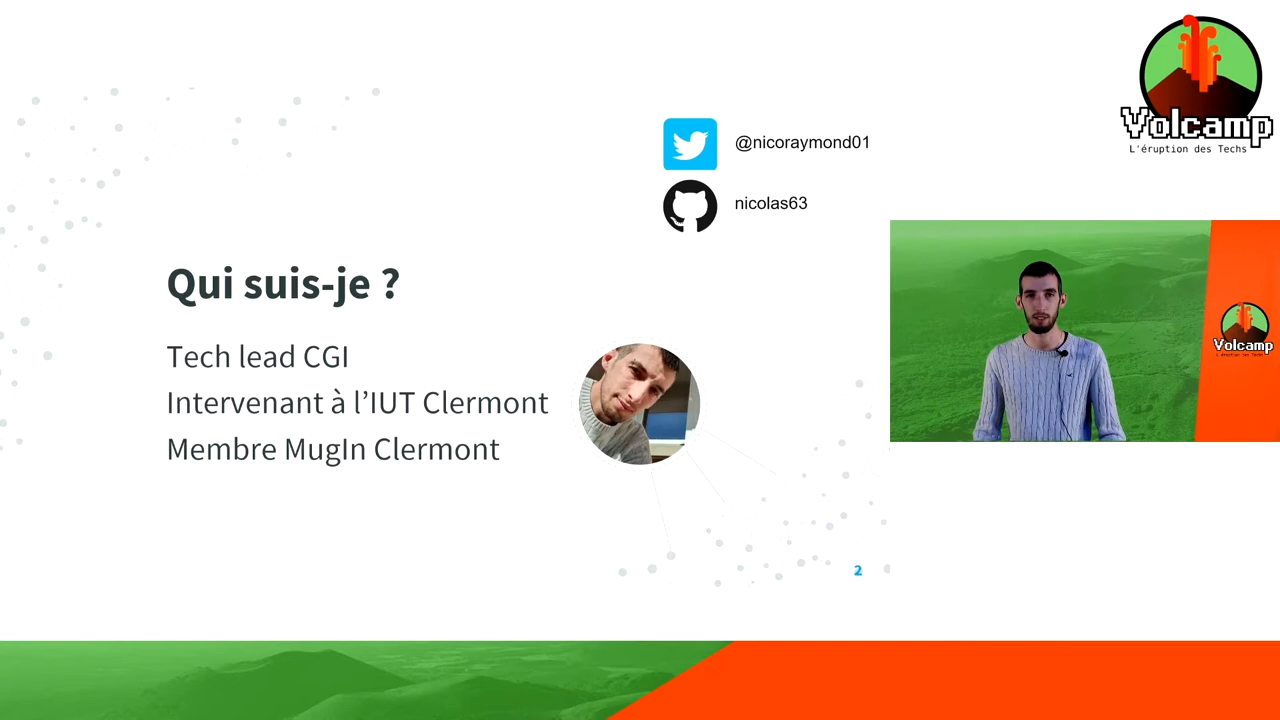 Volcamp
L'éruption des Techs
@nicoraymond01
nicolas63
Qui suis-je ?
Tech lead CGI
Intervenant à l'IUT Clermont
Membre MugIn Clermont
Volcamp
2